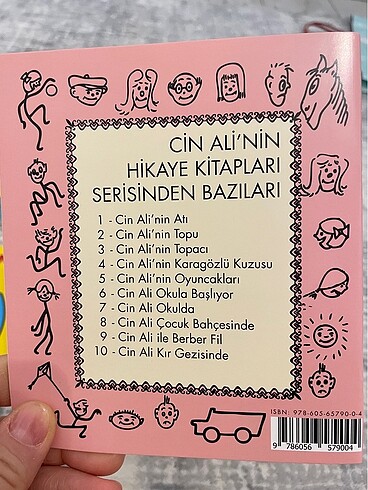 CİN ALİ'NİN
HİKAYE KİTAPLARI
SERİSİNDEN BAZILARI
1 - Cin Ali'nin Atı
2 - Cin Ali'nin Topu
3 - Cin Ali'nin Topacı
4 - Cin Ali'nin Karagözlü Kuzusu
5 - Cin Ali'nin Oyuncakları
6 - Cin Ali Okula Başlıyor
7 - Cin Ali Okulda
8 - Cin Ali Çocuk Bahçesinde
9 - Cin Ali ile Berber Fil
10 - Cin Ali Kır Gezisinde
ISBN: 978-605-65790-0-4
9 786056 579004